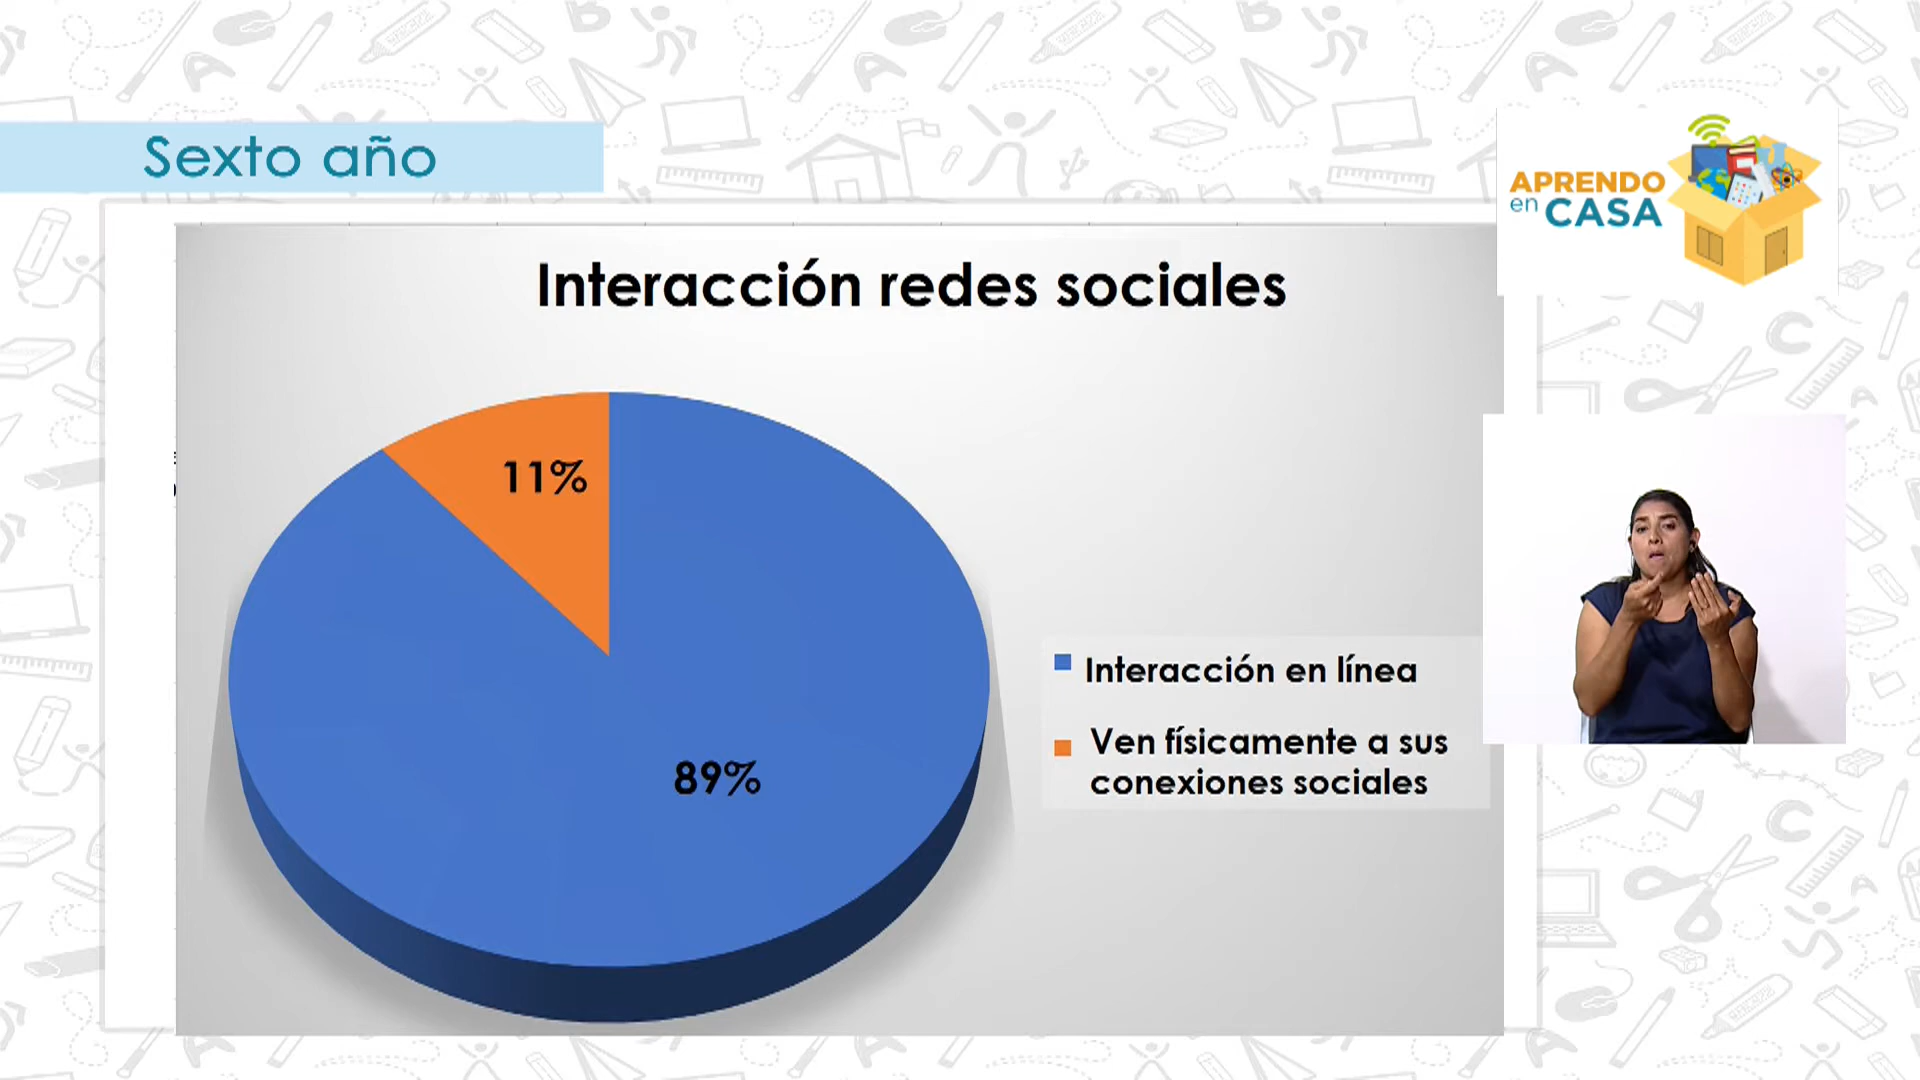 Sexto año
APRENDO
en CASA
Interacción redes sociales
11%
89%
Interacción en línea
Ven físicamente a sus
conexiones sociales